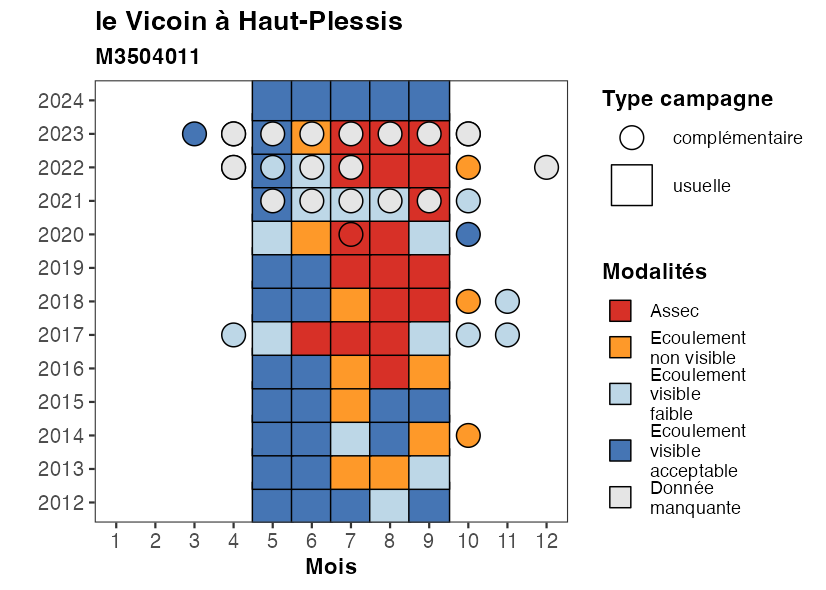 le Vicoin à Haut-Plessis
M3504011
2024
2023
2022
2021
2020
2019
2018
2017
2016
2015
2014
2013
2012
1 2 3 4 5 6 7 8 9 10 11 12
Mois
Type campagne
complémentaire
usuelle
Modalités
Assec
Ecoulement
non visible
Ecoulement
visible
faible
Ecoulement
visible
acceptable
Donnée
manquante